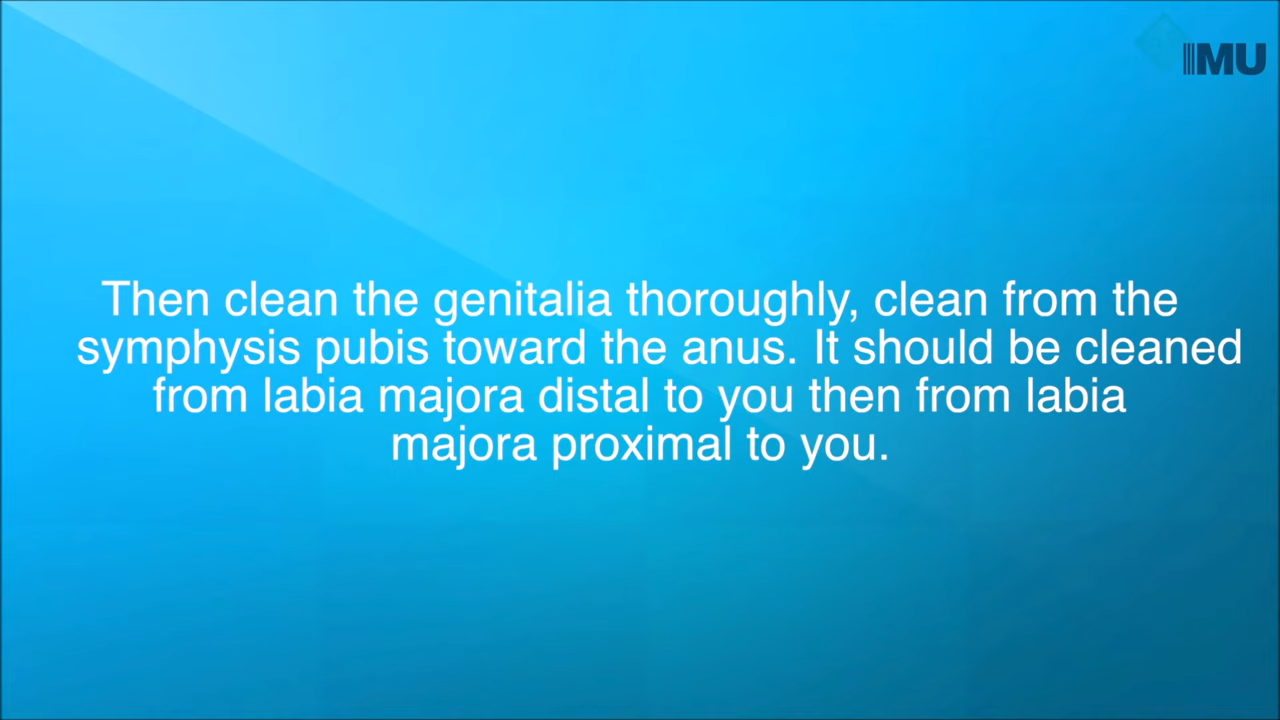 IMU
Then clean the genitalia thoroughly, clean from the
symphysis pubis toward the anus. It should be cleaned
from labia majora distal to you then from labia
majora proximal to you.